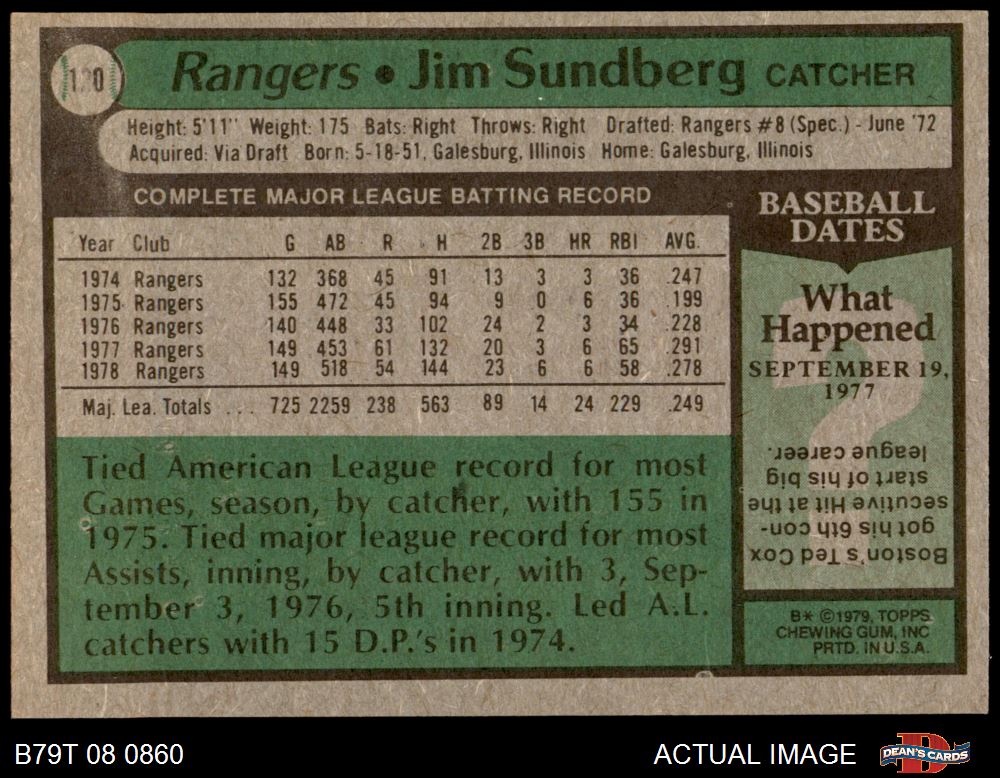 130
Rangers • Jim Sundberg CATCHER
Height: 5'11" Weight: 175 Bats: Right Throws: Right Drafted: Rangers #8 (Spec.) - June '72
Acquired: Via Draft Born: 5-18-51, Galesburg, Illinois Home: Galesburg, Illinois
COMPLETE MAJOR LEAGUE BATTING RECORD
Year Club G AB R H 2B 3B HR RBI AVG.
1974 Rangers 132 368 45 91 13 3 3 36 .247
1975 Rangers 155 472 45 94 9 0 6 36 .199
1976 Rangers 140 448 33 102 24 2 3 34 .228
1977 Rangers 149 453 61 132 20 3 6 65 .291
1978 Rangers 149 518 54 144 23 6 6 58 .278
Maj. Lea. Totals ... 725 2259 238 563 89 14 24 229 .249
Tied American League record for most
Games, season, by catcher, with 155 in
1975. Tied major league record for most
Assists, inning, by catcher, with 3, Sep-
tember 3, 1976, 5th inning. Led A.L.
catchers with 15 D.P.'s in 1974.
BASEBALL
DATES
What
Happened
SEPTEMBER 19,
1977
Boston's Ted Cox
got his 6th con-
secutive Hit at the
start of his big
league career.
B* ©1979, TOPPS
CHEWING GUM, INC
PRTD. IN U.S.A.
B79T 08 0860
ACTUAL IMAGE
DEAN'S CARDS